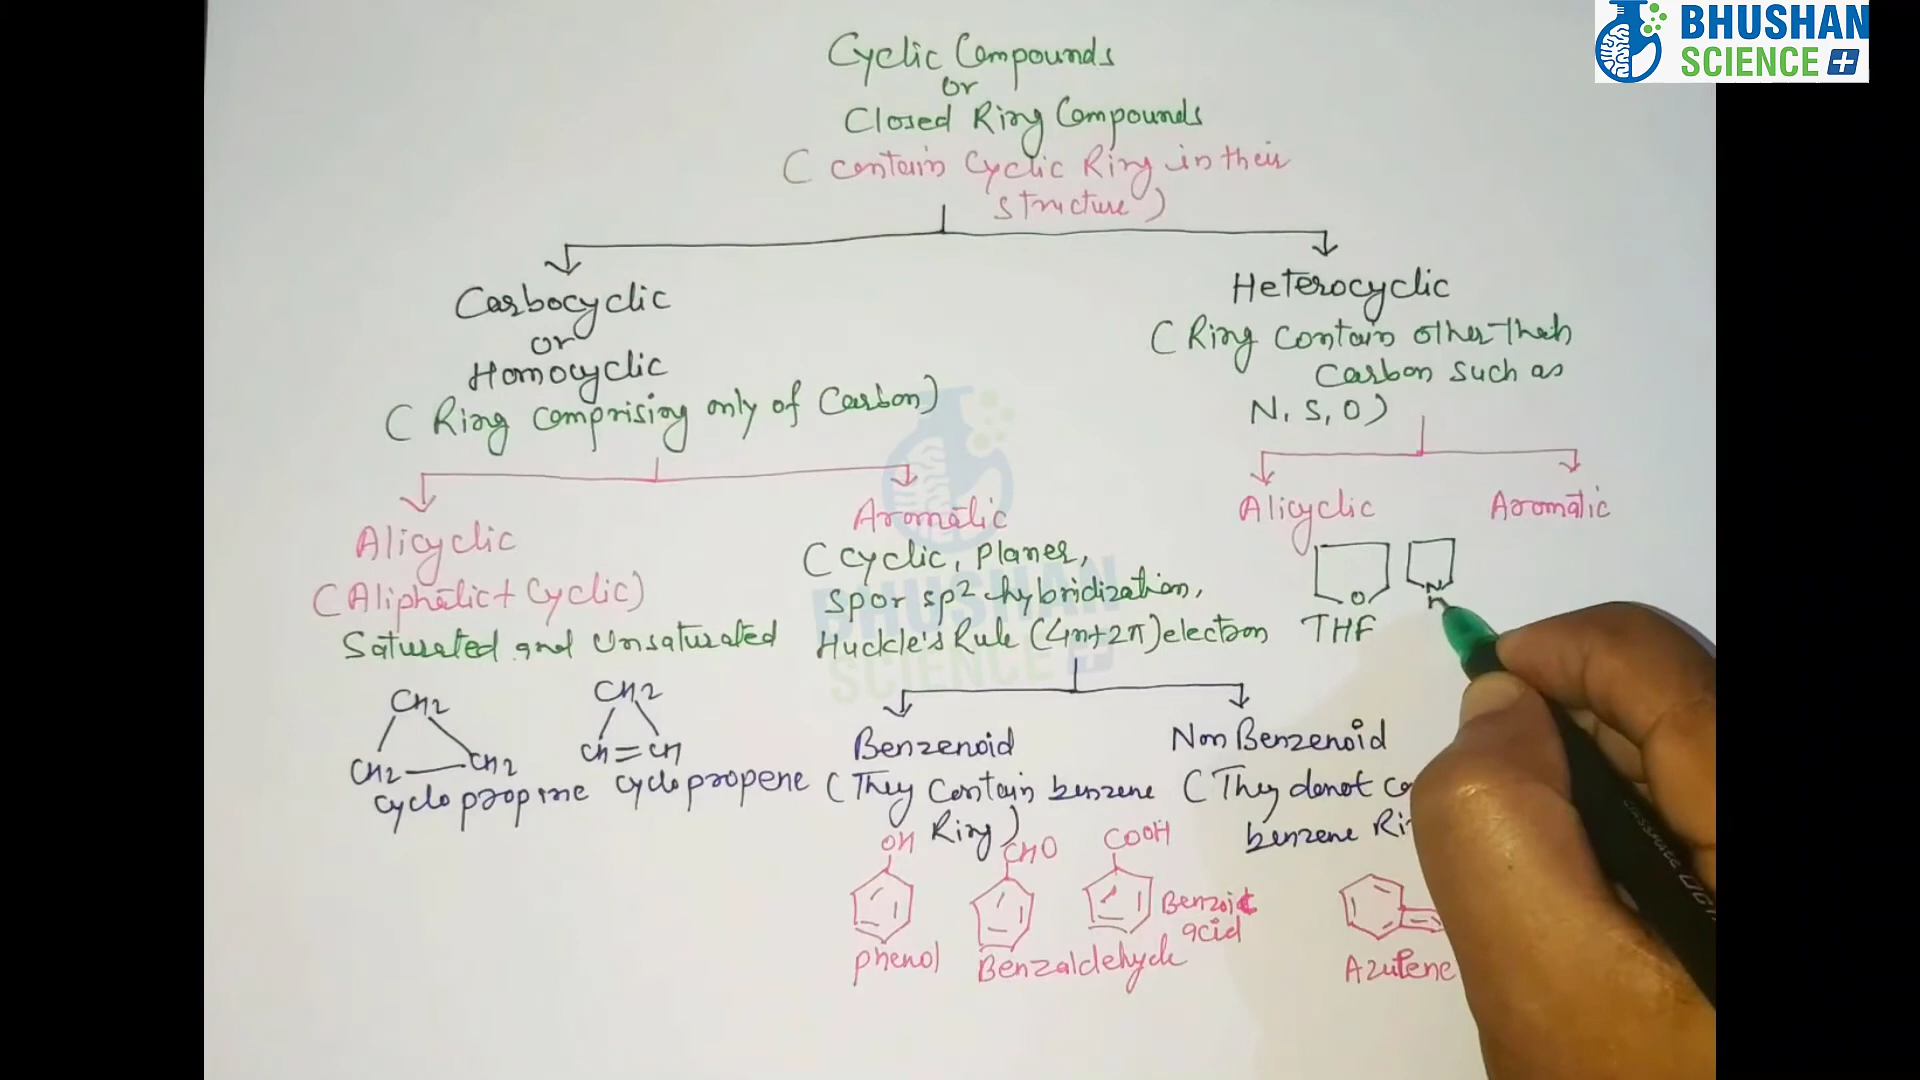 BHUSHAN
SCIENCE
Cyclic Compounds
or
Closed Ring Compounds
( contain Cyclic Ring in their
structure )
Carbocyclic
or
Homocyclic
( Ring comprising only of Carbon)
Heterocyclic
( Ring contain other than
Carbon such as
N, S, O )
Alicyclic
(Aliphatic + Cyclic)
Saturated and Unsaturated
CH2
CH2 CH2
cyclopropane
CH2
CH=CH
cyclopropene
Aromatic
( cyclic, planer,
sp or sp2 hybridization,
Huckle's Rule (4n+2π) electron
Benzenoid
( They Contain benzene
Ring )
OH
phenol
CHO
Benzaldehyde
COOH
Benzoic
acid
Non Benzenoid
( They donot co
benzene Ri
Azulene
Alicyclic
O
THF
N
H
Aromatic
BHUSHAN
SCIENCE